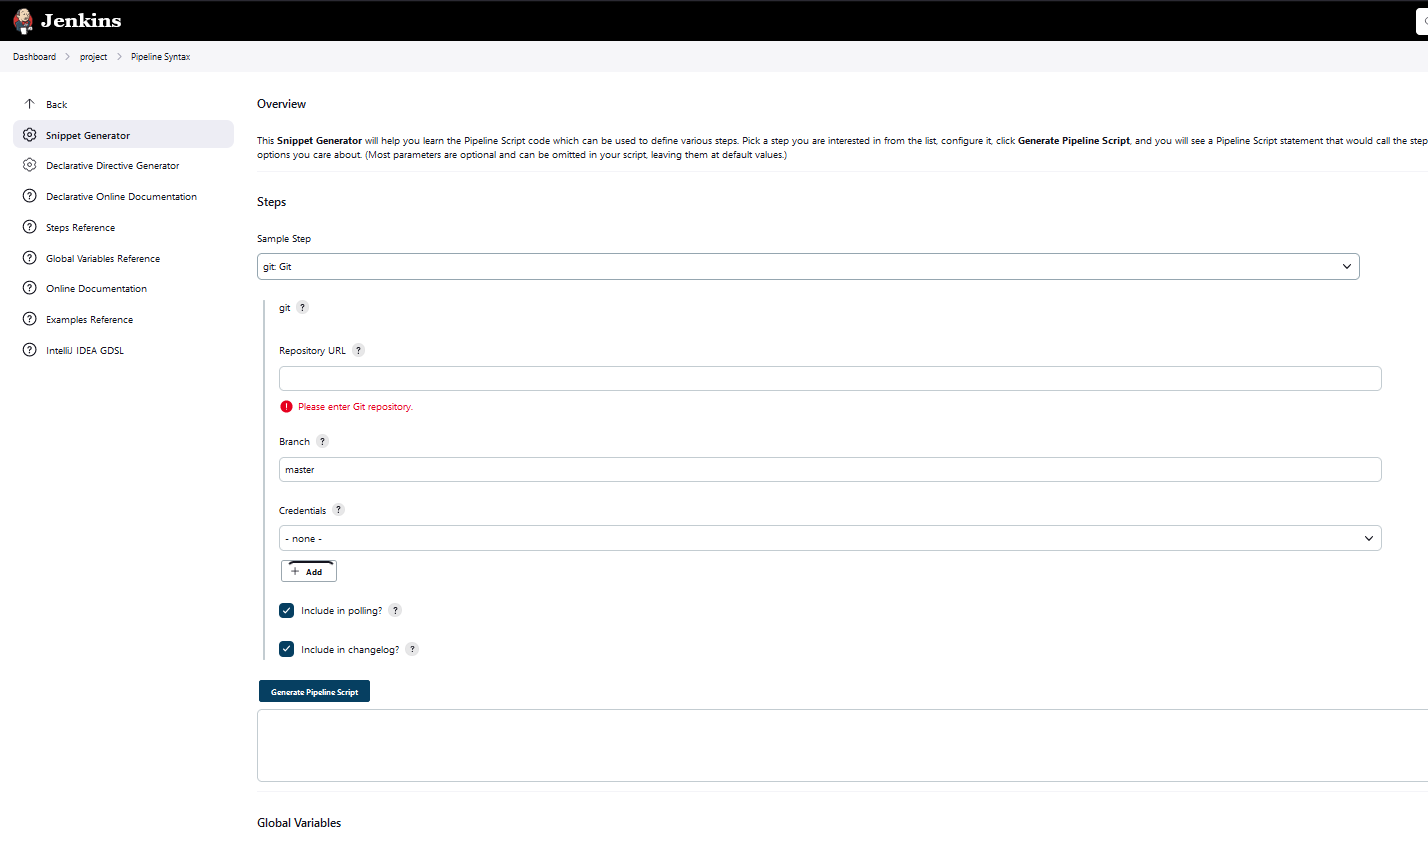 Jenkins
Dashboard > project > Pipeline Syntax
Back
Snippet Generator
Declarative Directive Generator
Declarative Online Documentation
Steps Reference
Global Variables Reference
Online Documentation
Examples Reference
IntelliJ IDEA GDSL
Overview
This Snippet Generator will help you learn the Pipeline Script code which can be used to define various steps. Pick a step you are interested in from the list, configure it, click Generate Pipeline Script, and you will see a Pipeline Script statement that would call the step
options you care about. (Most parameters are optional and can be omitted in your script, leaving them at default values.)
Steps
Sample Step
git: Git
git ?
Repository URL ?
Please enter Git repository.
Branch ?
master
Credentials ?
- none -
+ Add
Include in polling? ?
Include in changelog? ?
Generate Pipeline Script
Global Variables